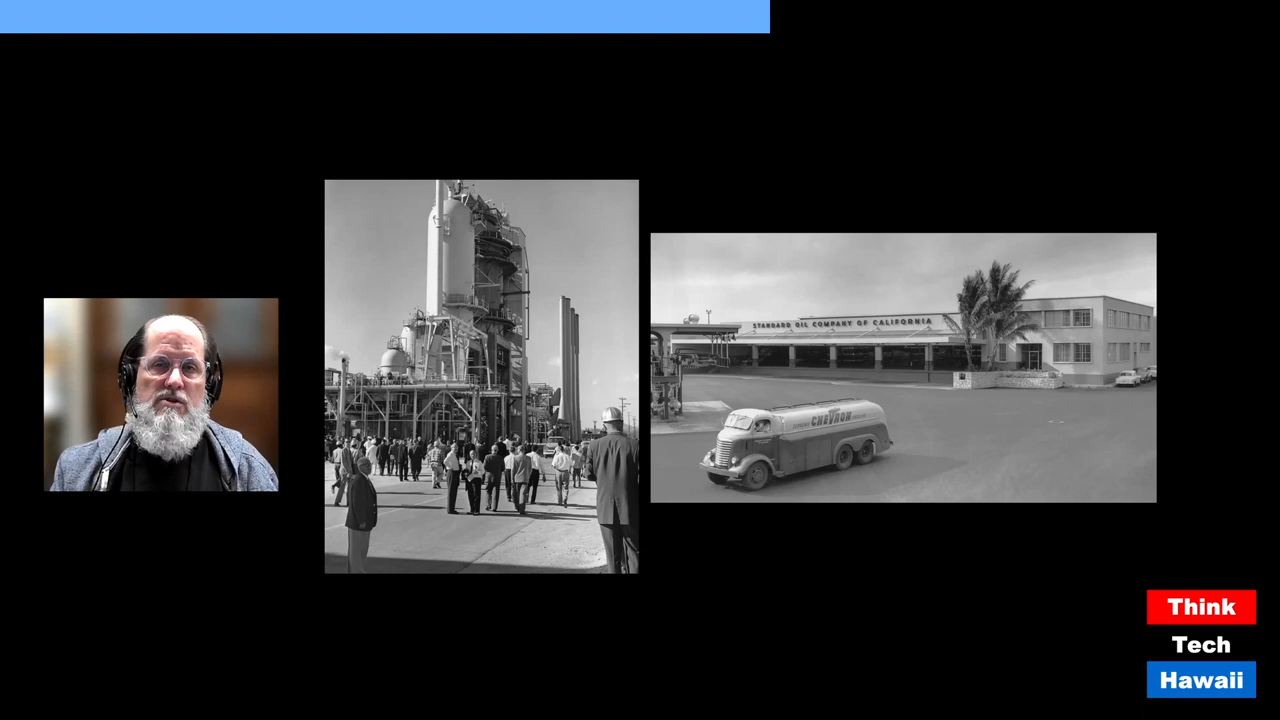 STANDARD OIL COMPANY OF CALIFORNIA
CHEVRON
Think
Tech
Hawaii